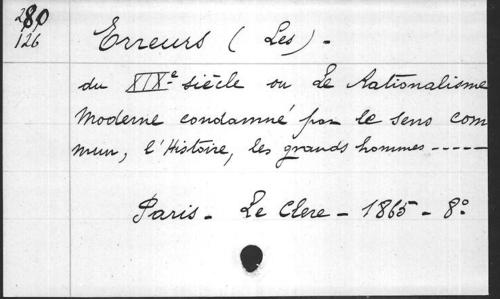 280
126
Erreurs (Les) -
du XIXe siècle ou Le Rationalisme
Moderne condamné par le sens com
mun, l'Histoire, les grands hommes -----
Paris - Le Clere - 1865 - 8°